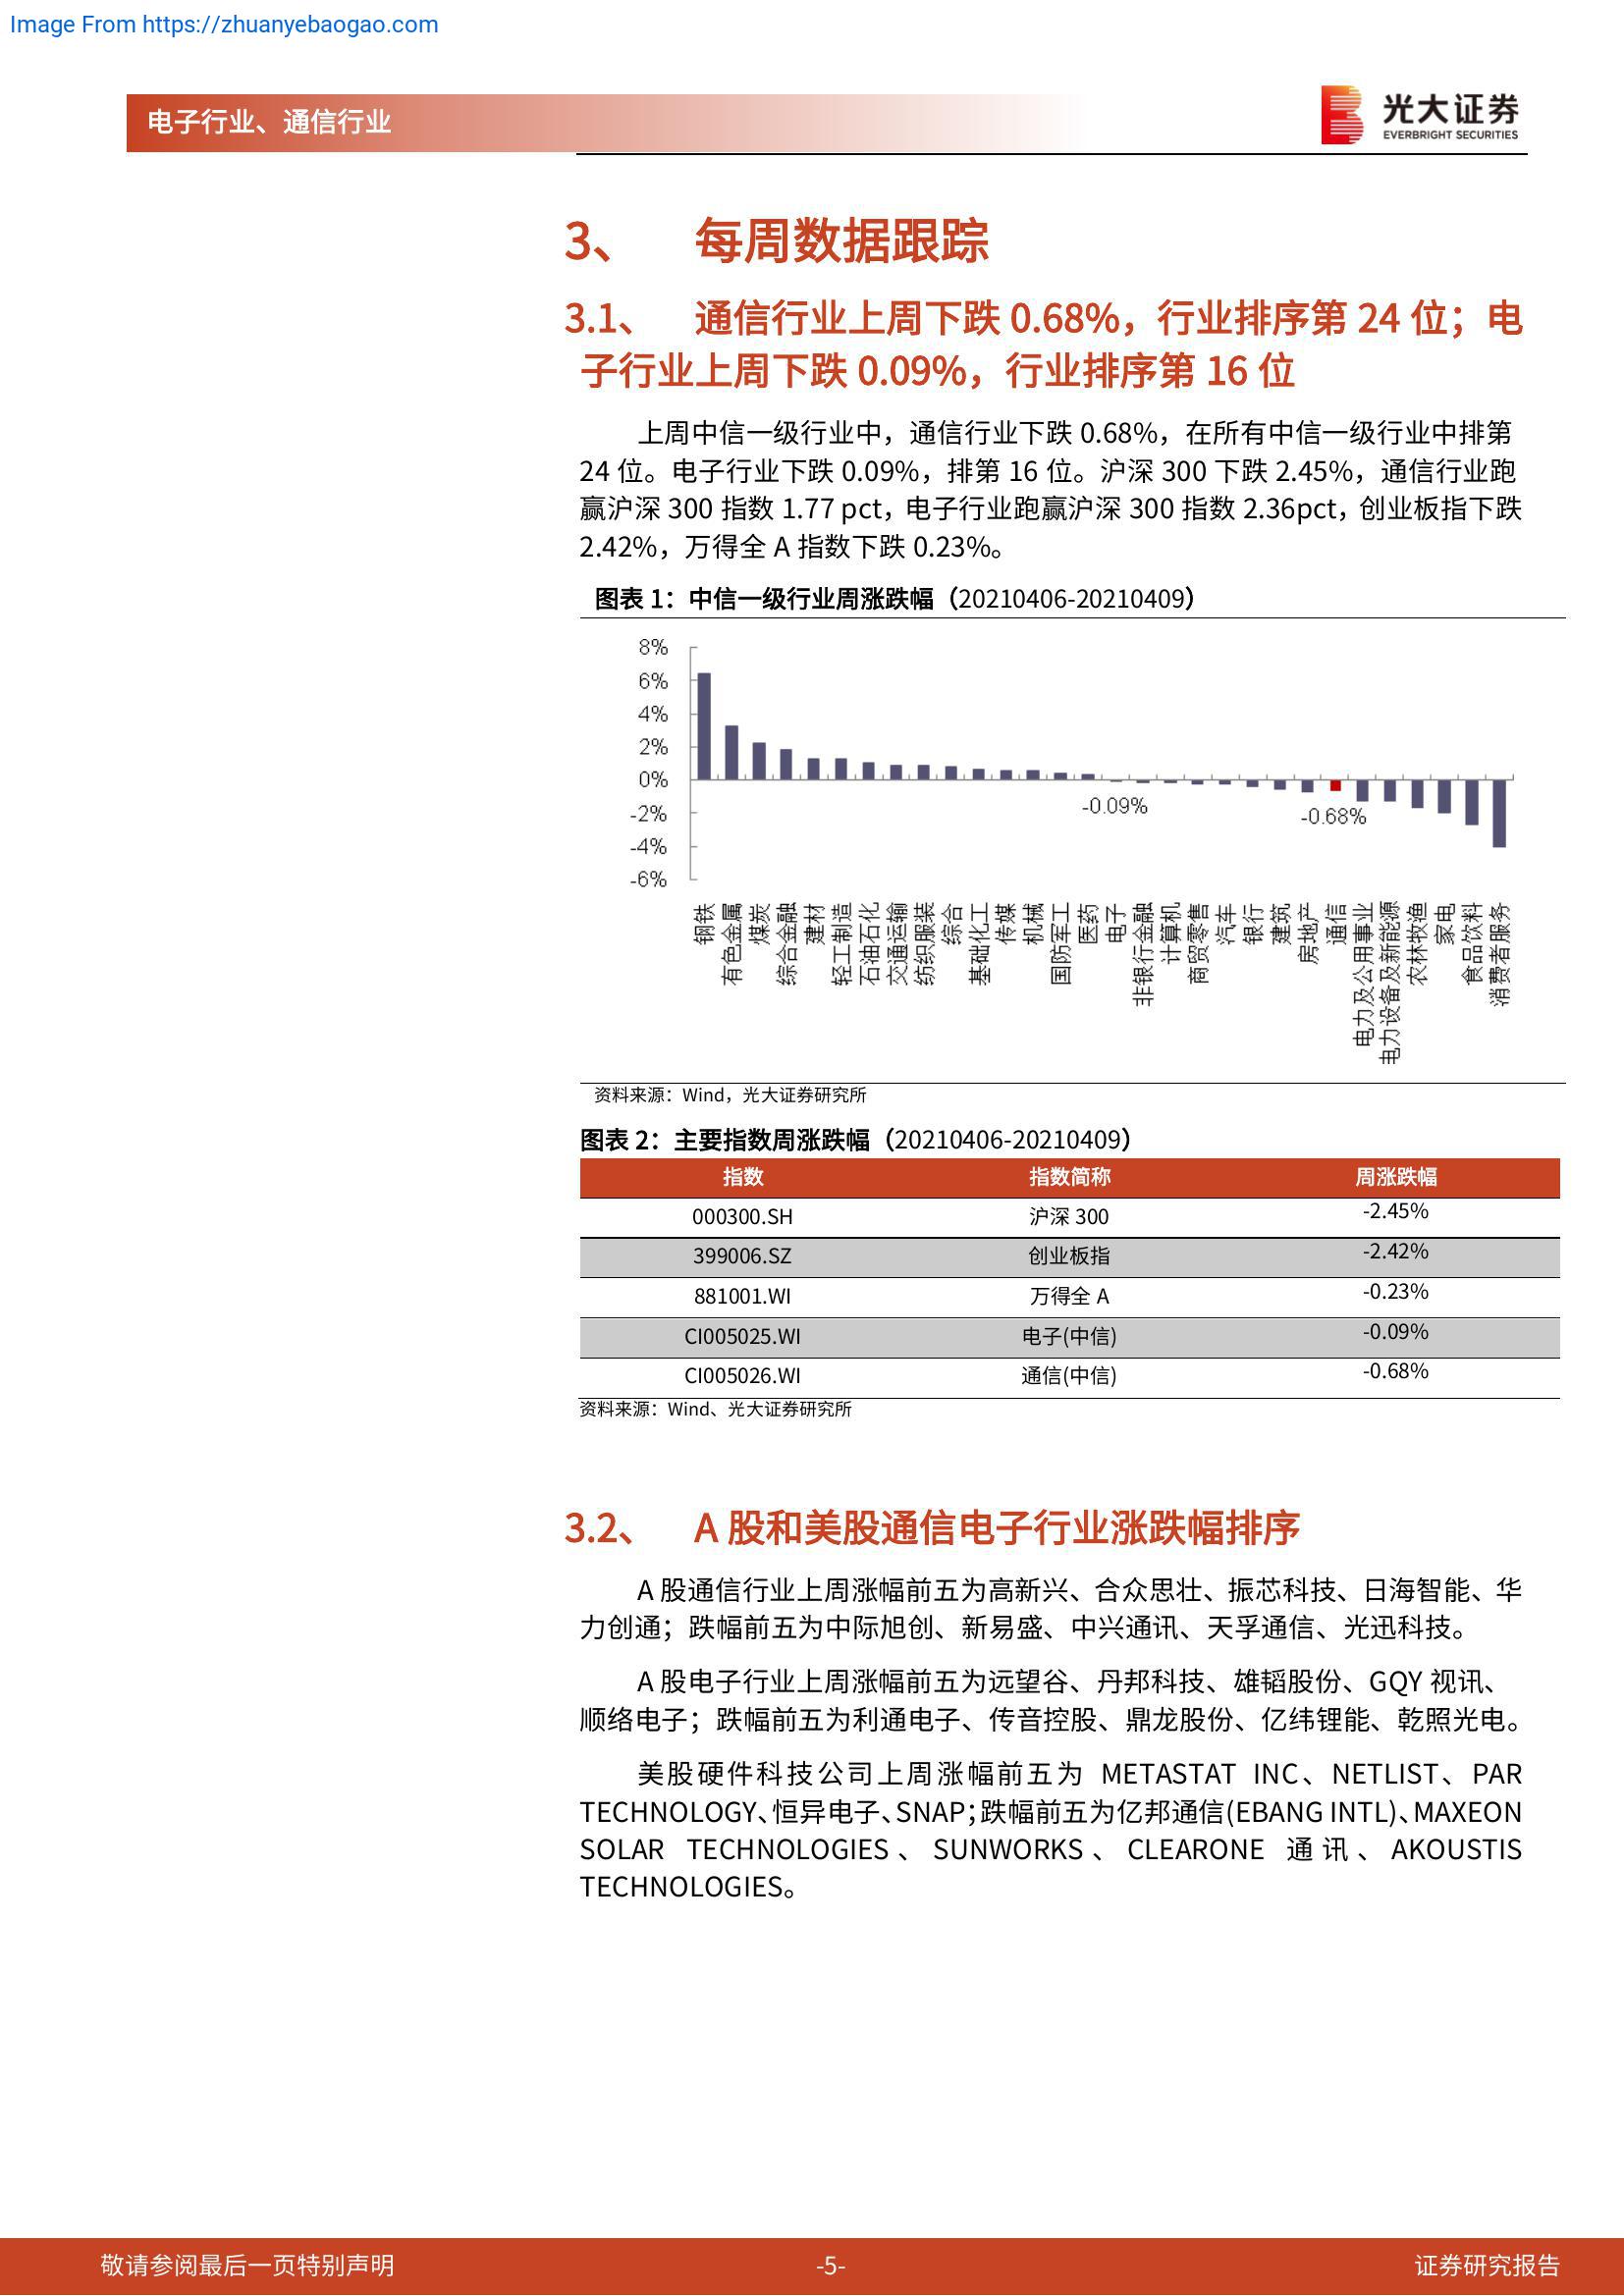 Image From https://zhuanyebaogao.com
电子行业、通信行业
光大证券
EVERBRIGHT SECURITIES
3、 每周数据跟踪
3.1、 通信行业上周下跌 0.68%，行业排序第 24 位；电
子行业上周下跌 0.09%，行业排序第 16 位
上周中信一级行业中，通信行业下跌 0.68%，在所有中信一级行业中排第
24 位。电子行业下跌 0.09%，排第 16 位。沪深 300 下跌 2.45%，通信行业跑
赢沪深 300 指数 1.77 pct，电子行业跑赢沪深 300 指数 2.36pct，创业板指下跌
2.42%，万得全 A 指数下跌 0.23%。
图表 1：中信一级行业周涨跌幅（20210406-20210409）
8%
6%
4%
2%
0%
-2%
-4%
-6%
-0.09%
-0.68%
钢铁
有色金属
煤炭
综合金融
建材
轻工制造
石油石化
交通运输
纺织服装
综合
基础化工
传媒
机械
国防军工
医药
电子
非银行金融
计算机
商贸零售
汽车
银行
建筑
房地产
通信
电力及公用事业
电力设备及新能源
农林牧渔
家电
食品饮料
消费者服务
资料来源：Wind，光大证券研究所
图表 2：主要指数周涨跌幅（20210406-20210409）
指数 指数简称 周涨跌幅
000300.SH 沪深 300 -2.45%
399006.SZ 创业板指 -2.42%
881001.WI 万得全 A -0.23%
CI005025.WI 电子(中信) -0.09%
CI005026.WI 通信(中信) -0.68%
资料来源：Wind、光大证券研究所
3.2、 A 股和美股通信电子行业涨跌幅排序
A 股通信行业上周涨幅前五为高新兴、合众思壮、振芯科技、日海智能、华
力创通；跌幅前五为中际旭创、新易盛、中兴通讯、天孚通信、光迅科技。
A 股电子行业上周涨幅前五为远望谷、丹邦科技、雄韬股份、GQY 视讯、
顺络电子；跌幅前五为利通电子、传音控股、鼎龙股份、亿纬锂能、乾照光电。
美股硬件科技公司上周涨幅前五为 METASTAT INC、NETLIST、PAR
TECHNOLOGY、恒异电子、SNAP；跌幅前五为亿邦通信(EBANG INTL)、MAXEON
SOLAR TECHNOLOGIES、SUNWORKS、CLEARONE 通讯、AKOUSTIS
TECHNOLOGIES。
敬请参阅最后一页特别声明 -5- 证券研究报告